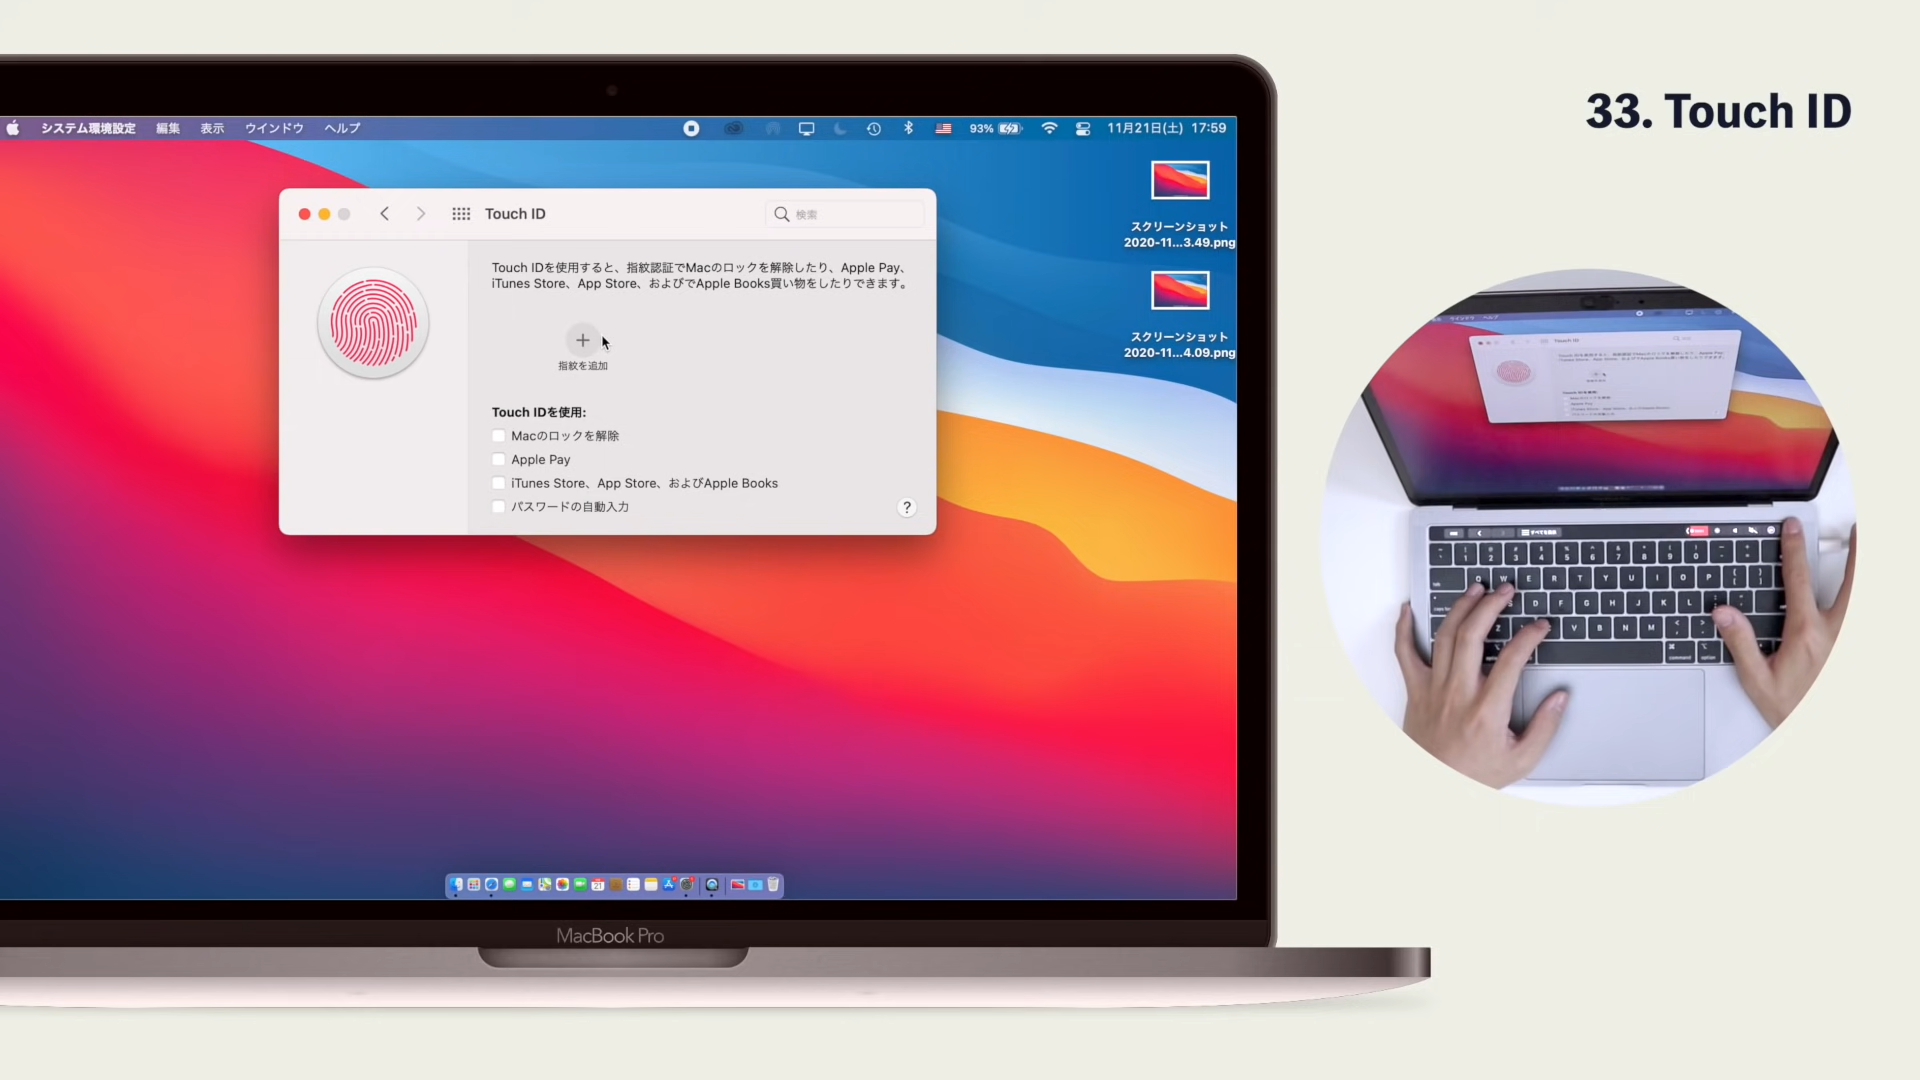 33. Touch ID
システム環境設定 編集 表示 ウインドウ ヘルプ
93% 11月21日(土) 17:59
スクリーンショット
2020-11...3.49.png
スクリーンショット
2020-11...4.09.png
Touch ID
検索
Touch IDを使用すると、指紋認証でMacのロックを解除したり、Apple Pay、
iTunes Store、App Store、およびでApple Books買い物をしたりできます。
指紋を追加
Touch IDを使用:
Macのロックを解除
Apple Pay
iTunes Store、App Store、およびApple Books
パスワードの自動入力
?
MacBook Pro